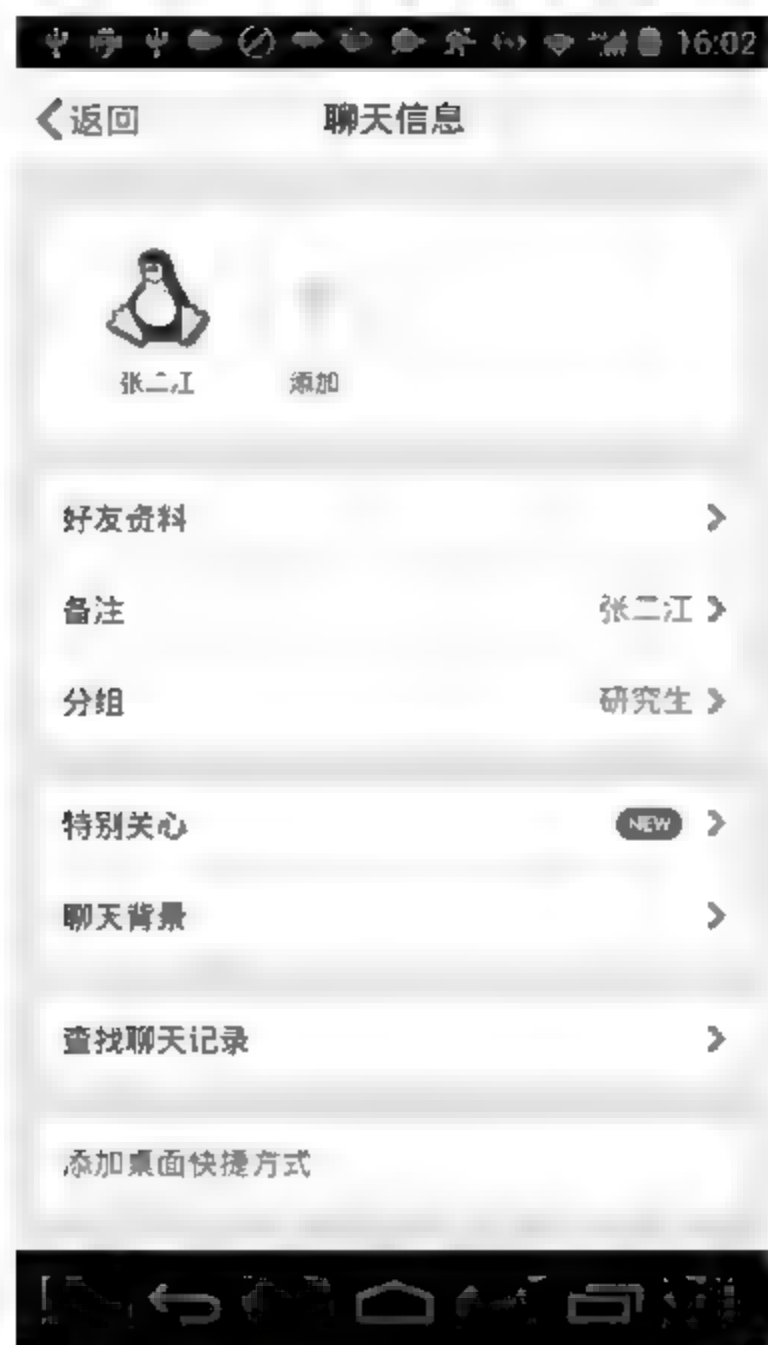 16:02
返回 聊天信息
张二江 添加
好友资料
备注 张二江
分组 研究生
特别关心 NEW
聊天背景
查找聊天记录
添加桌面快捷方式